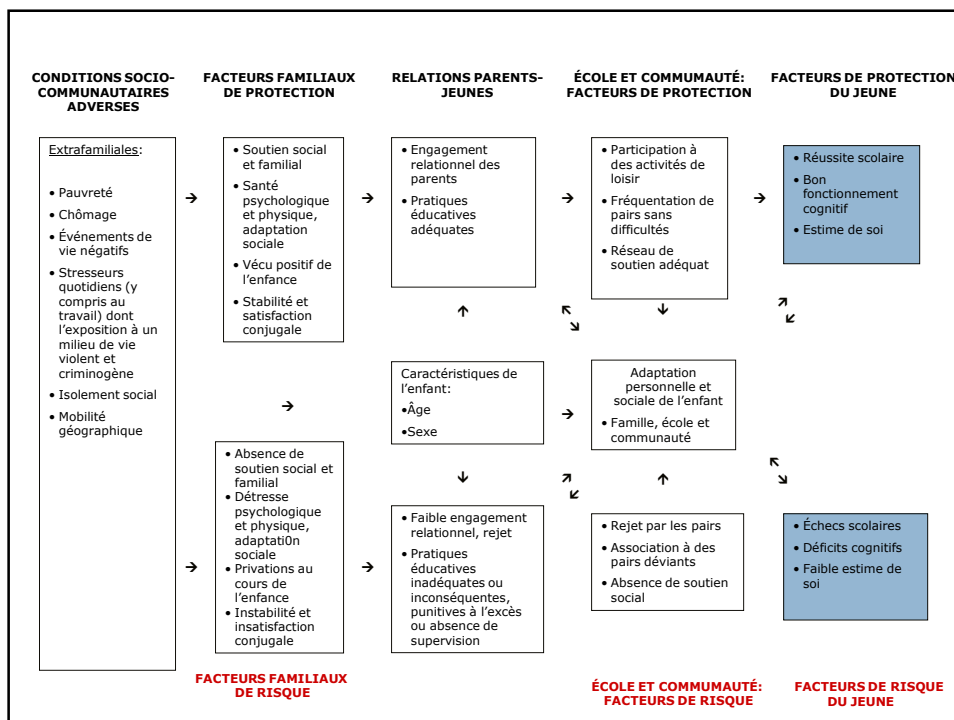 CONDITIONS SOCIO-
COMMUNAUTAIRES
ADVERSES
FACTEURS FAMILIAUX
DE PROTECTION
RELATIONS PARENTS-
JEUNES
ÉCOLE ET COMMUMAUTÉ:
FACTEURS DE PROTECTION
FACTEURS DE PROTECTION
DU JEUNE
Extrafamiliales:
• Pauvreté
• Chômage
• Événements de
vie négatifs
• Stresseurs
quotidiens (y
compris au
travail) dont
l'exposition à un
milieu de vie
violent et
criminogène
• Isolement social
• Mobilité
géographique
• Soutien social
et familial
• Santé
psychologique
et physique,
adaptation
sociale
• Vécu positif de
l'enfance
• Stabilité et
satisfaction
conjugale
• Engagement
relationnel des
parents
• Pratiques
éducatives
adéquates
• Participation à
des activités de
loisir
• Fréquentation de
pairs sans
difficultés
• Réseau de
soutien adéquat
• Réussite scolaire
• Bon
fonctionnement
cognitif
• Estime de soi
Caractéristiques de
l'enfant:
•Âge
•Sexe
Adaptation
personnelle et
sociale de l'enfant
• Famille, école et
communauté
• Absence de
soutien social et
familial
• Détresse
psychologique
et physique,
adaptati0n
sociale
• Privations au
cours de
l'enfance
• Instabilité et
insatisfaction
conjugale
• Faible engagement
relationnel, rejet
• Pratiques
éducatives
inadéquates ou
inconséquentes,
punitives à l'excès
ou absence de
supervision
• Rejet par les pairs
• Association à des
pairs déviants
• Absence de soutien
social
• Échecs scolaires
• Déficits cognitifs
• Faible estime de
soi
FACTEURS FAMILIAUX
DE RISQUE
ÉCOLE ET COMMUMAUTÉ:
FACTEURS DE RISQUE
FACTEURS DE RISQUE
DU JEUNE